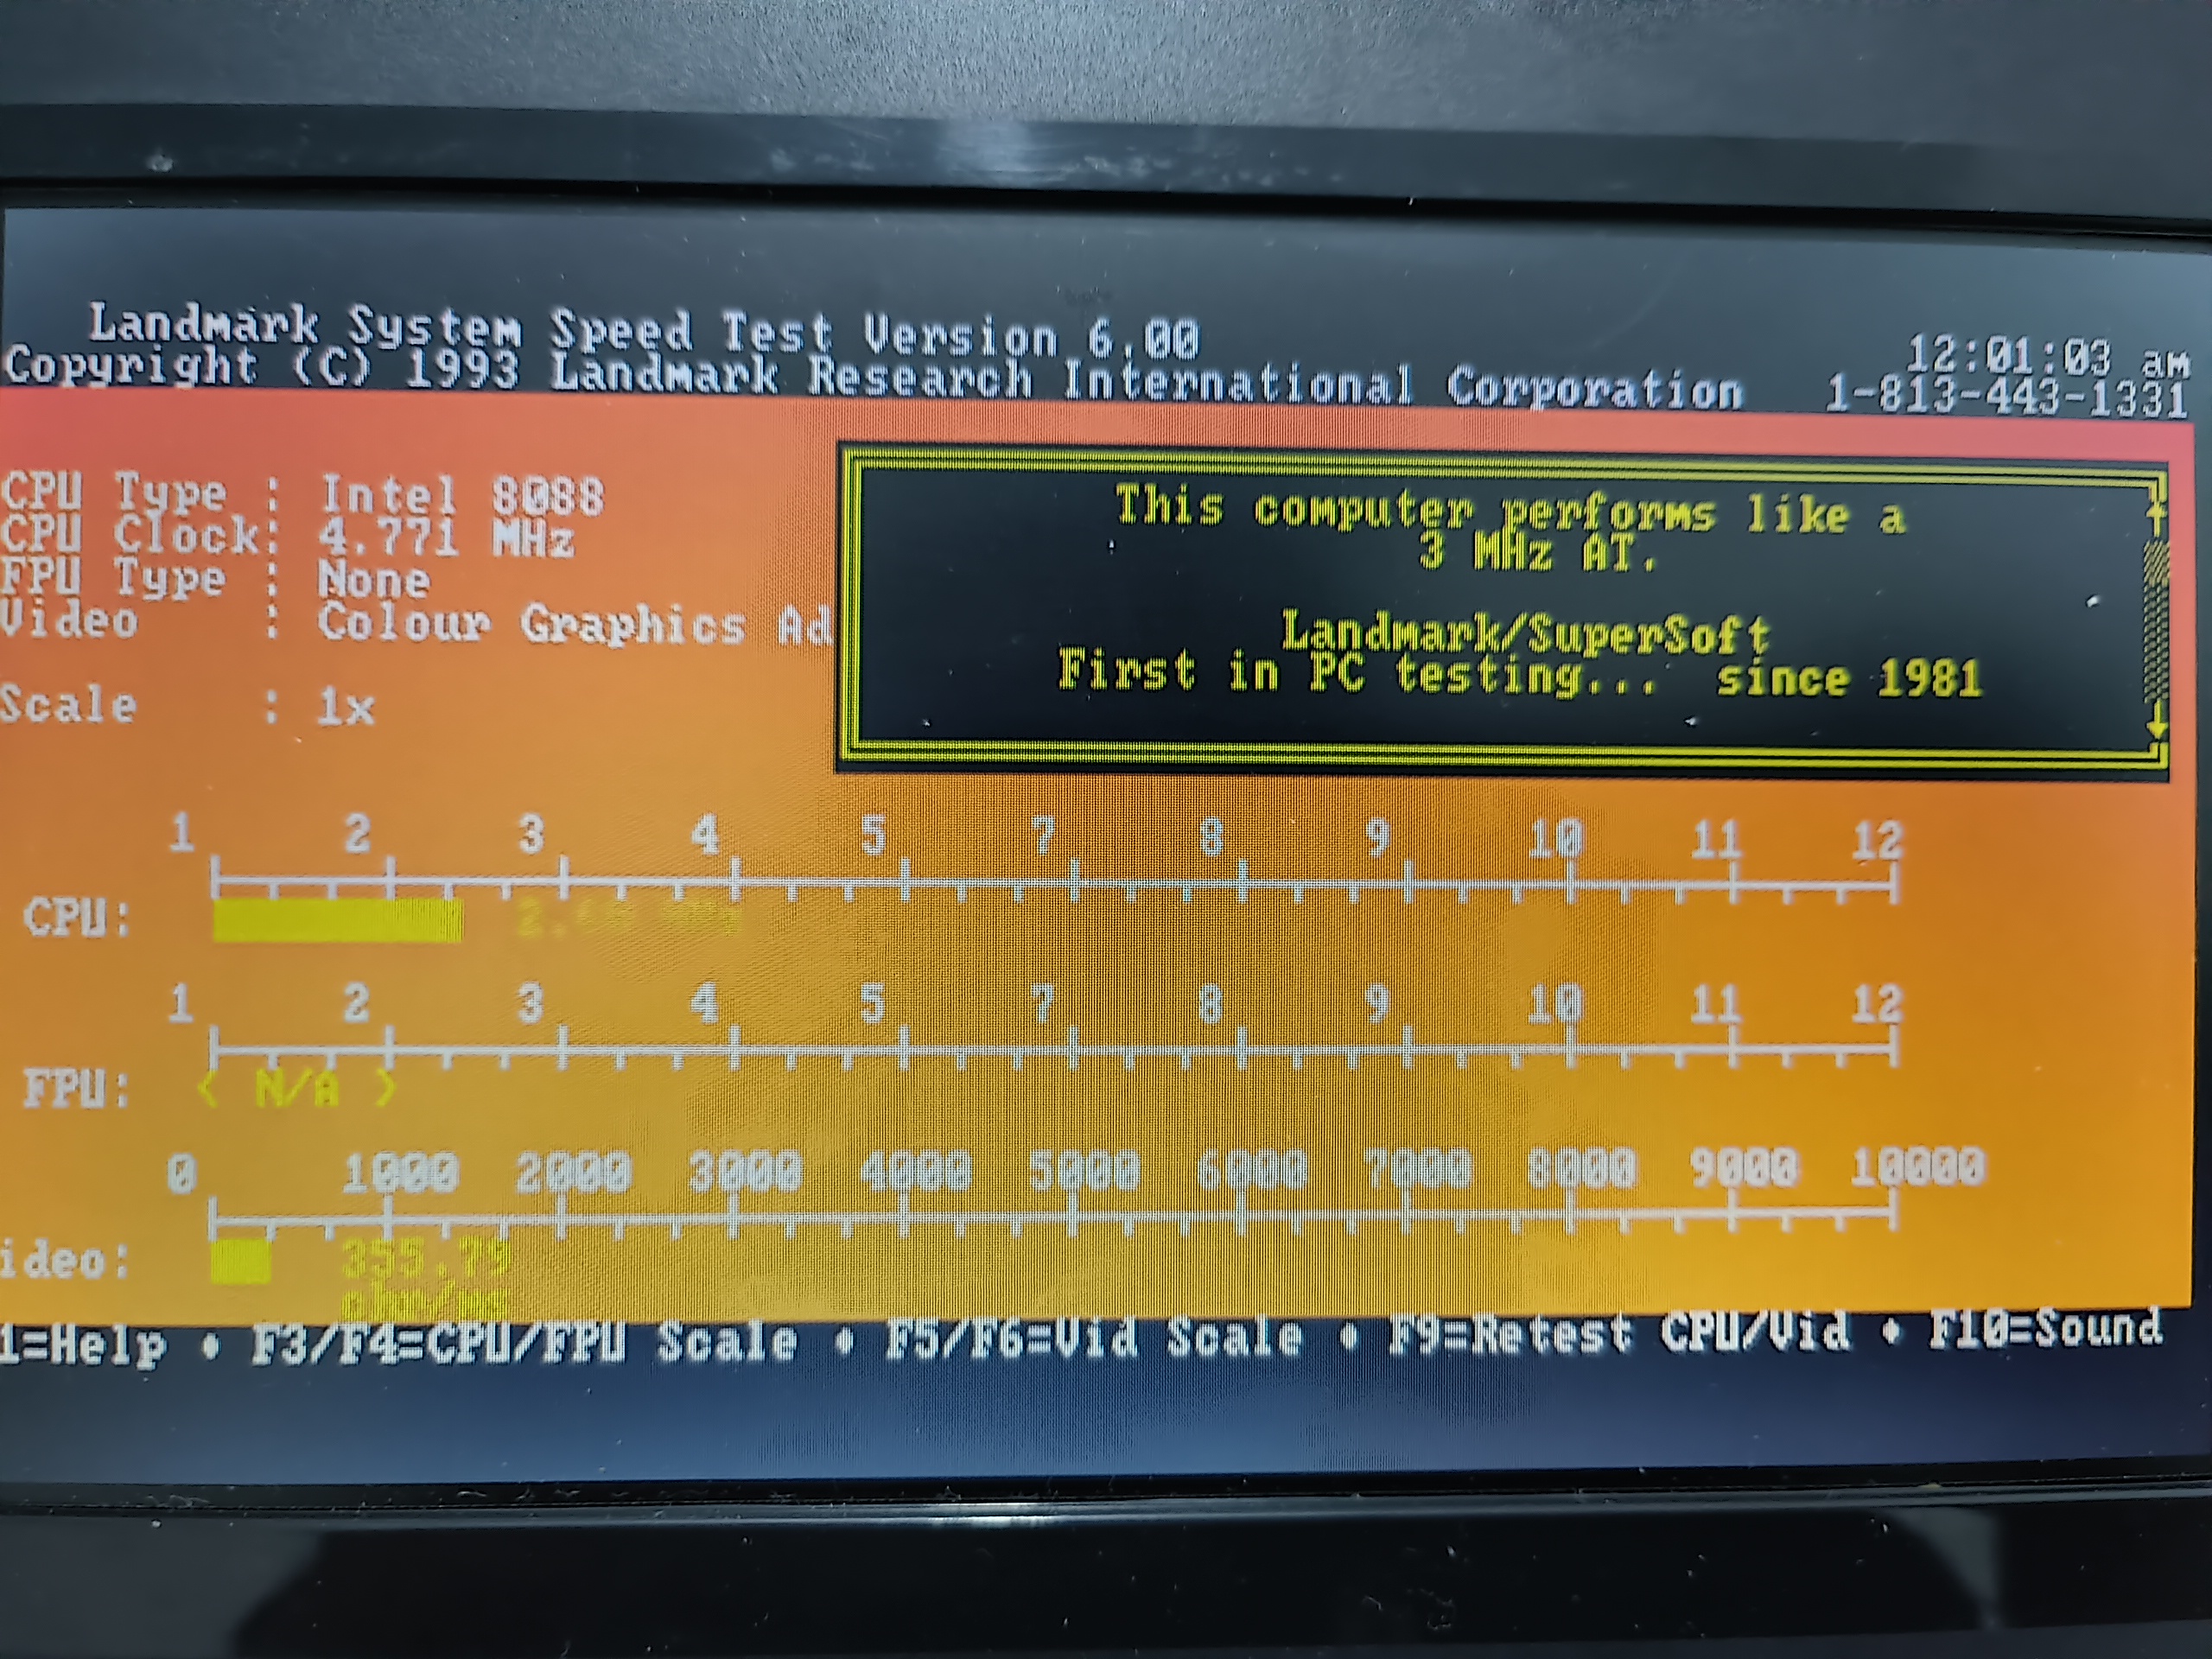 Landmark System Speed Test Version 6.00 12:01:03 am
Copyright (C) 1993 Landmark Research International Corporation 1-813-443-1331
CPU Type : Intel 8088
CPU Clock: 4.771 MHz
FPU Type : None
Video : Colour Graphics Ad
Scale : 1x
This computer performs like a
3 MHz AT.
Landmark/SuperSoft
First in PC testing... since 1981
1 2 3 4 5 7 8 9 10 11 12
CPU:
1 2 3 4 5 7 8 9 10 11 12
FPU: < N/A >
0 1000 2000 3000 4000 5000 6000 7000 8000 9000 10000
ideo: 355.79
chr/ms
1=Help ♦ F3/F4=CPU/FPU Scale ♦ F5/F6=Vid Scale ♦ F9=Retest CPU/Vid ♦ F10=Sound